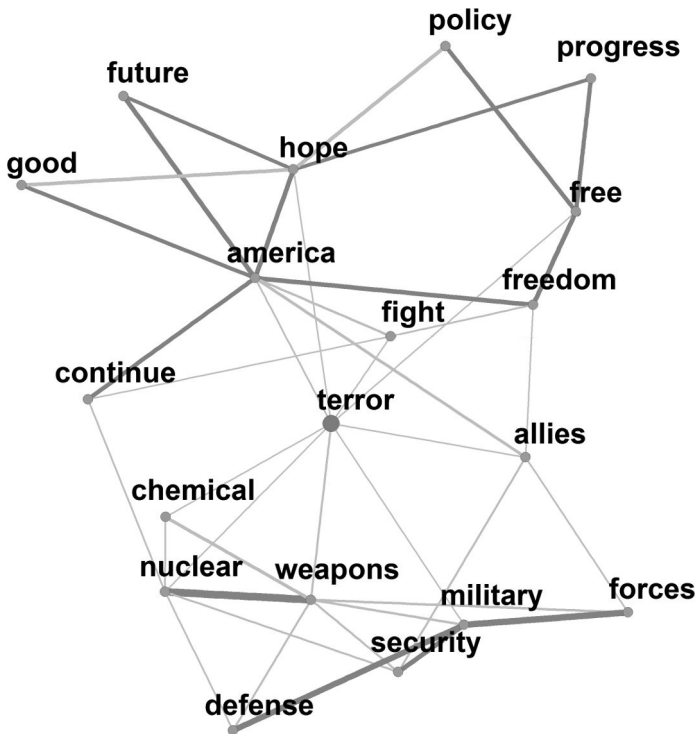 policy
progress
future
hope
good
free
america
freedom
fight
continue
terror
allies
chemical
nuclear
weapons
military
forces
security
defense